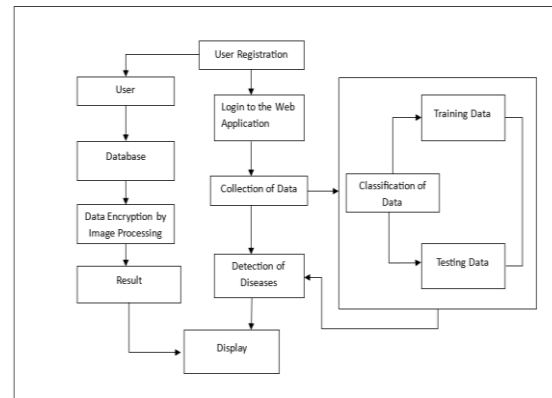 User Registration
User
Login to the Web
Application
Training Data
Database
Collection of Data
Classification of
Data
Data Encryption by
Image Processing
Result
Detection of
Diseases
Testing Data
Display